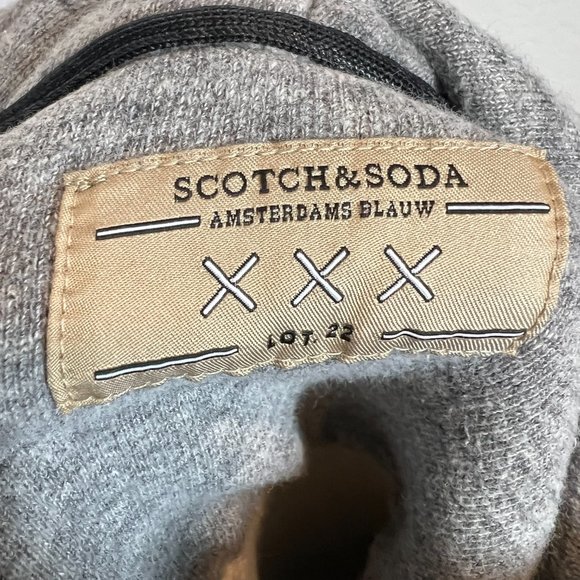 SCOTCH&SODA
AMSTERDAMS BLAUW
XXX
LOT. 22